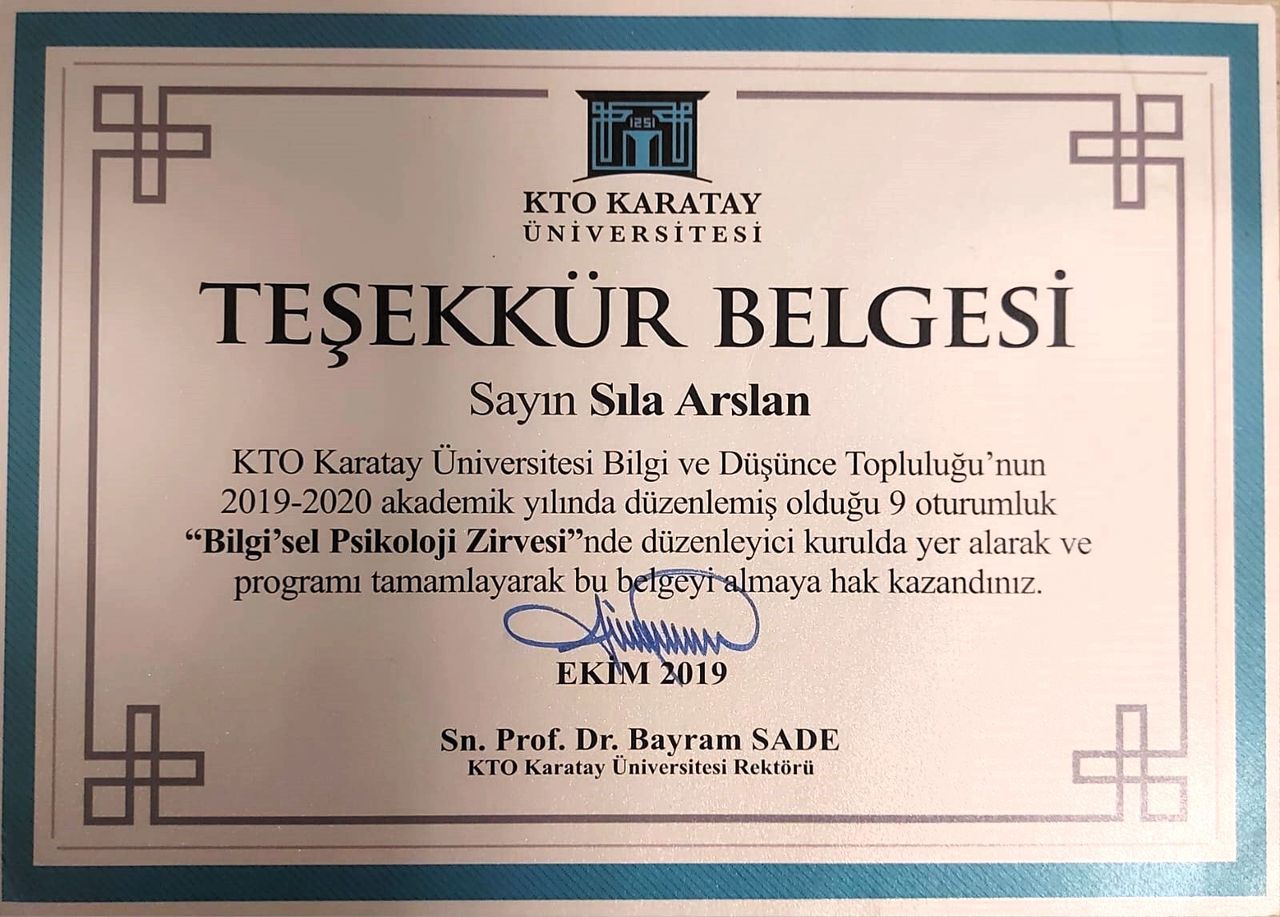 1251
KTO KARATAY
ÜNİVERSİTESİ
TEŞEKKÜR BELGESİ
Sayın Sıla Arslan
KTO Karatay Üniversitesi Bilgi ve Düşünce Topluluğu’nun
2019-2020 akademik yılında düzenlemiş olduğu 9 oturumluk
“Bilgi’sel Psikoloji Zirvesi”nde düzenleyici kurulda yer alarak ve
programı tamamlayarak bu belgeyi almaya hak kazandınız.
EKİM 2019
Sn. Prof. Dr. Bayram SADE
KTO Karatay Üniversitesi Rektörü